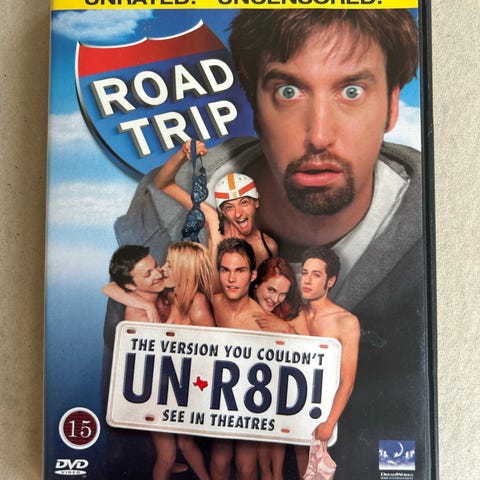 UNRATED. UNCENSORED.
ROAD
TRIP
THE VERSION YOU COULDN'T
UN R8D!
SEE IN THEATRES
15
DVD
VIDEO
DREAMWORKS